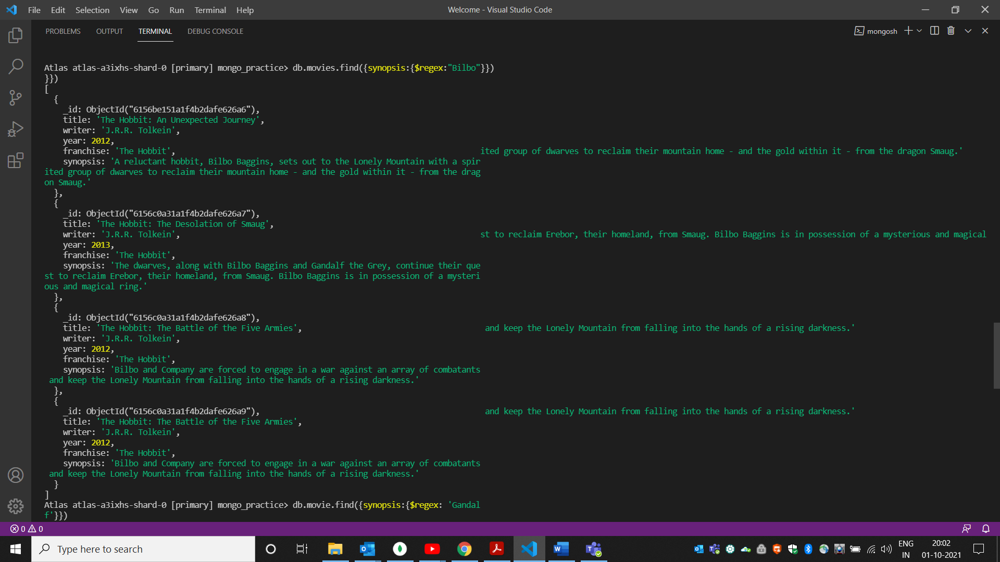 File Edit Selection View Go Run Terminal Help
Welcome - Visual Studio Code
PROBLEMS OUTPUT TERMINAL DEBUG CONSOLE
mongosh
Atlas atlas-a3ixhs-shard-0 [primary] mongo_practice> db.movies.find({synopsis:{$regex:"Bilbo"}})
}})
[
{
_id: ObjectId("6156be151a1f4b2dafe626a6"),
title: 'The Hobbit: An Unexpected Journey',
writer: 'J.R.R. Tolkein',
year: 2012,
franchise: 'The Hobbit', ited group of dwarves to reclaim their mountain home - and the gold within it - from the dragon Smaug.'
synopsis: 'A reluctant hobbit, Bilbo Baggins, sets out to the Lonely Mountain with a spir
ited group of dwarves to reclaim their mountain home - and the gold within it - from the drag
on Smaug.'
},
{
_id: ObjectId("6156c0a31a1f4b2dafe626a7"),
title: 'The Hobbit: The Desolation of Smaug',
writer: 'J.R.R. Tolkein', st to reclaim Erebor, their homeland, from Smaug. Bilbo Baggins is in possession of a mysterious and magical
year: 2013,
franchise: 'The Hobbit',
synopsis: 'The dwarves, along with Bilbo Baggins and Gandalf the Grey, continue their que
st to reclaim Erebor, their homeland, from Smaug. Bilbo Baggins is in possession of a mysteri
ous and magical ring.'
},
{
_id: ObjectId("6156c0a31a1f4b2dafe626a8"),
title: 'The Hobbit: The Battle of the Five Armies', and keep the Lonely Mountain from falling into the hands of a rising darkness.'
writer: 'J.R.R. Tolkein',
year: 2012,
franchise: 'The Hobbit',
synopsis: 'Bilbo and Company are forced to engage in a war against an array of combatants
and keep the Lonely Mountain from falling into the hands of a rising darkness.'
},
{
_id: ObjectId("6156c0a31a1f4b2dafe626a9"), and keep the Lonely Mountain from falling into the hands of a rising darkness.'
title: 'The Hobbit: The Battle of the Five Armies',
writer: 'J.R.R. Tolkein',
year: 2012,
franchise: 'The Hobbit',
synopsis: 'Bilbo and Company are forced to engage in a war against an array of combatants
and keep the Lonely Mountain from falling into the hands of a rising darkness.'
}
]
Atlas atlas-a3ixhs-shard-0 [primary] mongo_practice> db.movie.find({synopsis:{$regex: 'Gandal
f'}})
0 0
Type here to search
ENG
IN
20:02
01-10-2021